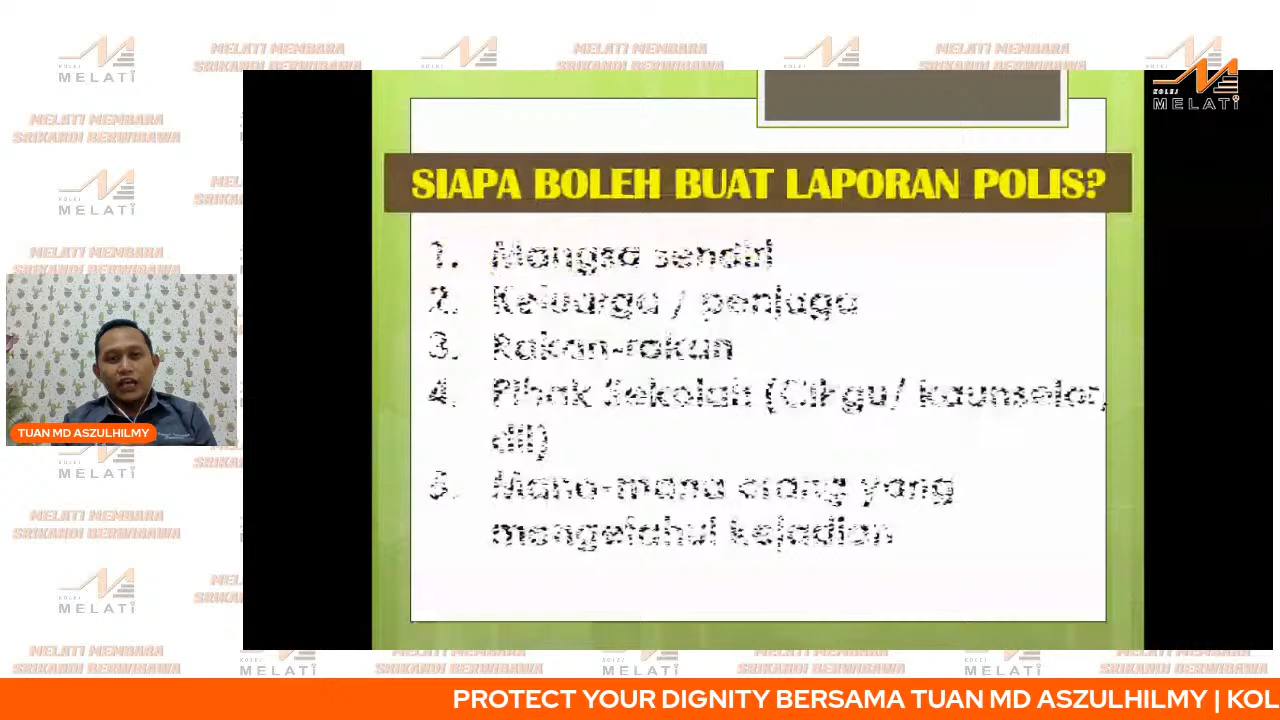 MELATI MEMBARA
SRIKANDI BERWIBAWA
KOLEJ
MELATI
SIAPA BOLEH BUAT LAPORAN POLIS?
1. Mangsa sendiri
2. Keluarga / penjaga
3. Rakan-rakan
4. Pihak Sekolah (Cikgu/ kaunselor,
dll)
5. Mana-mana orang yang
mengetahui kejadian
TUAN MD ASZULHILMY
PROTECT YOUR DIGNITY BERSAMA TUAN MD ASZULHILMY | KOL